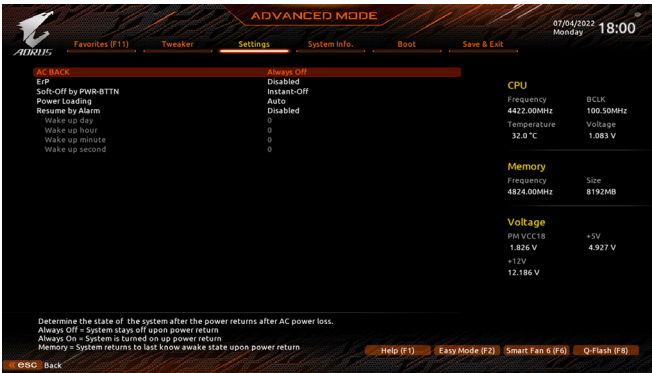 ADVANCED MODE
07/04/2022
Monday
18:00
AORUS
Favorites (F11) Tweaker Settings System Info. Boot Save & Exit
AC BACK Always Off
ErP Disabled
Soft-Off by PWR-BTTN Instant-Off
Power Loading Auto
Resume by Alarm Disabled
Wake up day 0
Wake up hour 0
Wake up minute 0
Wake up second 0
CPU
Frequency BCLK
4422.00MHz 100.50MHz
Temperature Voltage
32.0 °C 1.083 V
Memory
Frequency Size
4824.00MHz 8192MB
Voltage
PM VCC18 +5V
1.826 V 4.927 V
+12V
12.186 V
Determine the state of the system after the power returns after AC power loss.
Always Off = System stays off upon power return
Always On = System is turned on up power return
Memory = System returns to last know awake state upon power return
Help (F1) Easy Mode (F2) Smart Fan 6 (F6) Q-Flash (F8)
esc Back